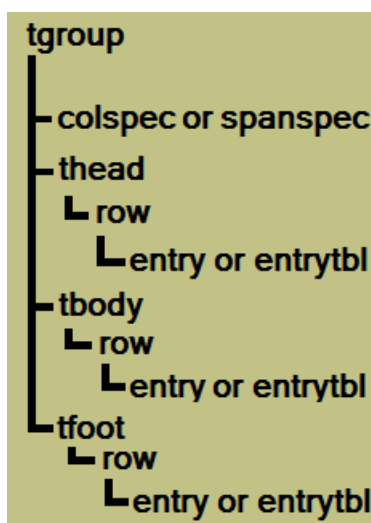 tgroup
colspec or spanspec
thead
row
entry or entrytbl
tbody
row
entry or entrytbl
tfoot
row
entry or entrytbl